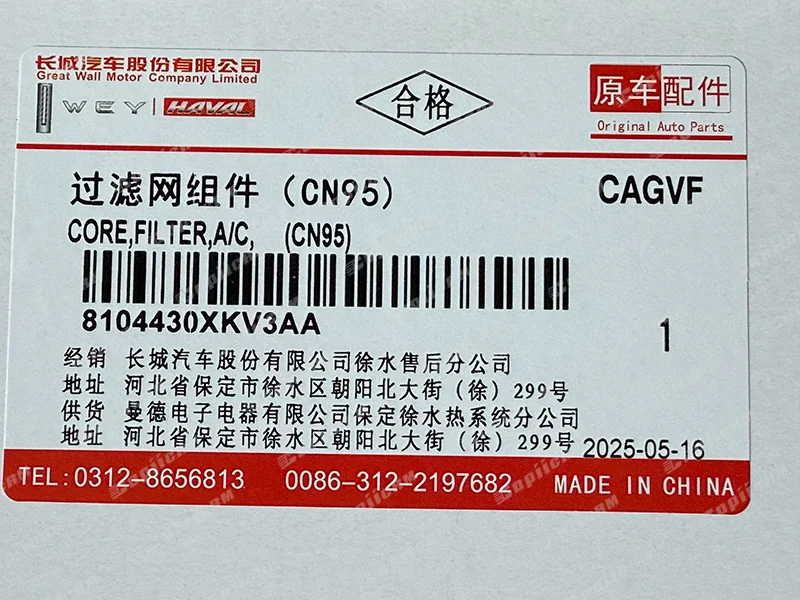 长城汽车股份有限公司
Great Wall Motor Company Limited
WEY HAVAL
合格
原车配件
Original Auto Parts
过滤网组件（CN95） CAGVF
CORE,FILTER,A/C, (CN95)
8104430XKV3AA 1
经销 长城汽车股份有限公司徐水售后分公司
地址 河北省保定市徐水区朝阳北大街（徐）299号
供货 曼德电子电器有限公司保定徐水热系统分公司
地址 河北省保定市徐水区朝阳北大街（徐）299号 2025-05-16
TEL:0312-8656813 0086-312-2197682 MADE IN CHINA